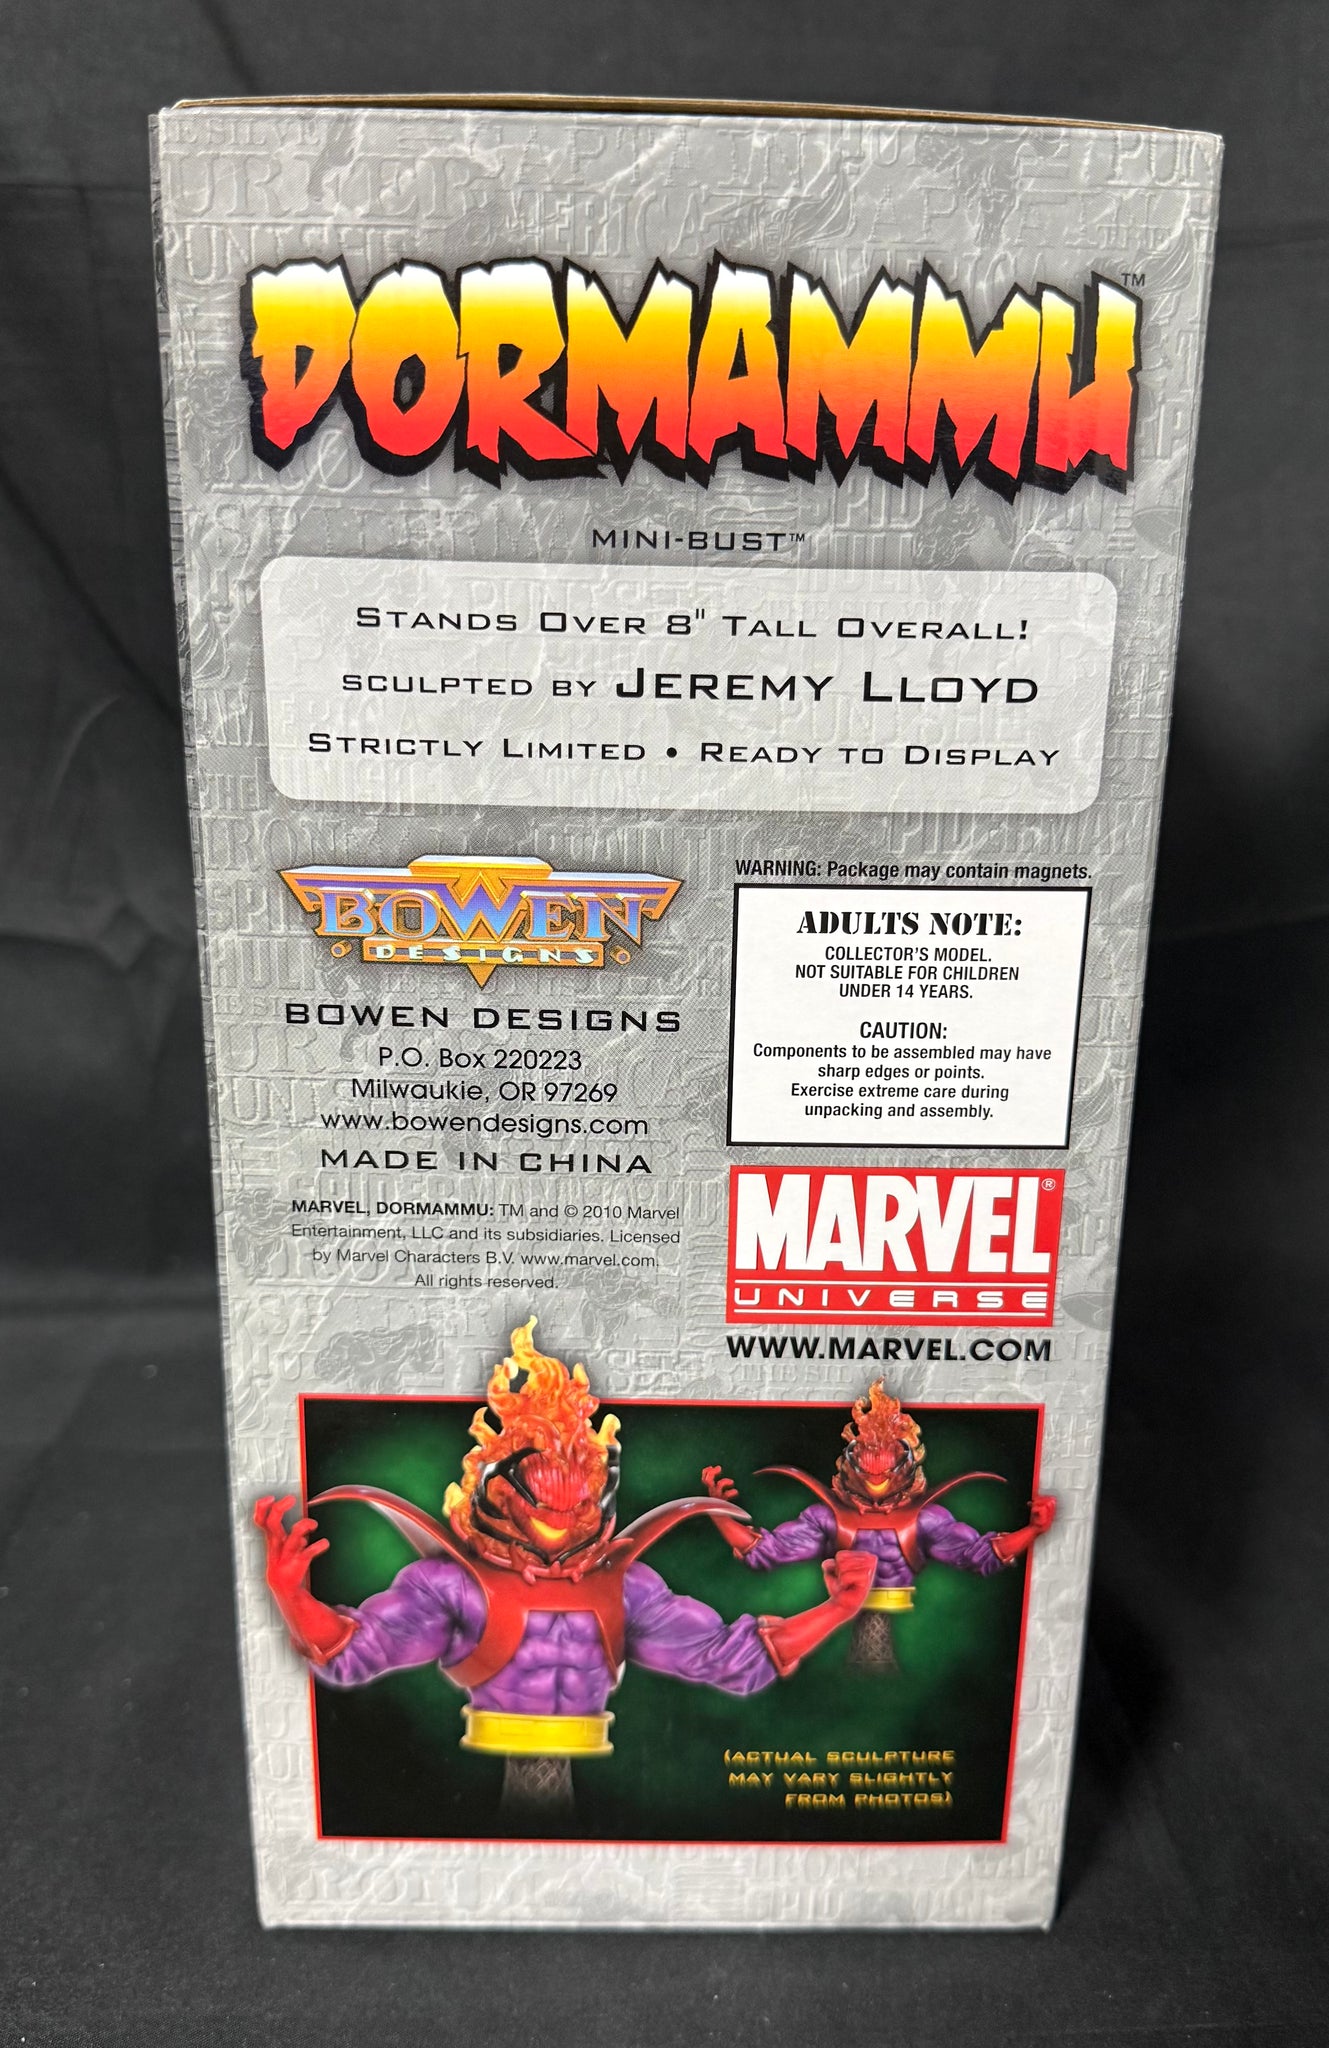 DORMAMMU™
MINI-BUST™
STANDS OVER 8" TALL OVERALL!
SCULPTED BY JEREMY LLOYD
STRICTLY LIMITED • READY TO DISPLAY
BOWEN
DESIGNS
BOWEN DESIGNS
P.O. Box 220223
Milwaukie, OR 97269
www.bowendesigns.com
MADE IN CHINA
MARVEL, DORMAMMU: TM and © 2010 Marvel
Entertainment, LLC and its subsidiaries. Licensed
by Marvel Characters B.V. www.marvel.com.
All rights reserved.
WARNING: Package may contain magnets.
ADULTS NOTE:
COLLECTOR'S MODEL.
NOT SUITABLE FOR CHILDREN
UNDER 14 YEARS.
CAUTION:
Components to be assembled may have
sharp edges or points.
Exercise extreme care during
unpacking and assembly.
MARVEL®
UNIVERSE
WWW.MARVEL.COM
(ACTUAL SCULPTURE
MAY VARY SLIGHTLY
FROM PHOTOS)